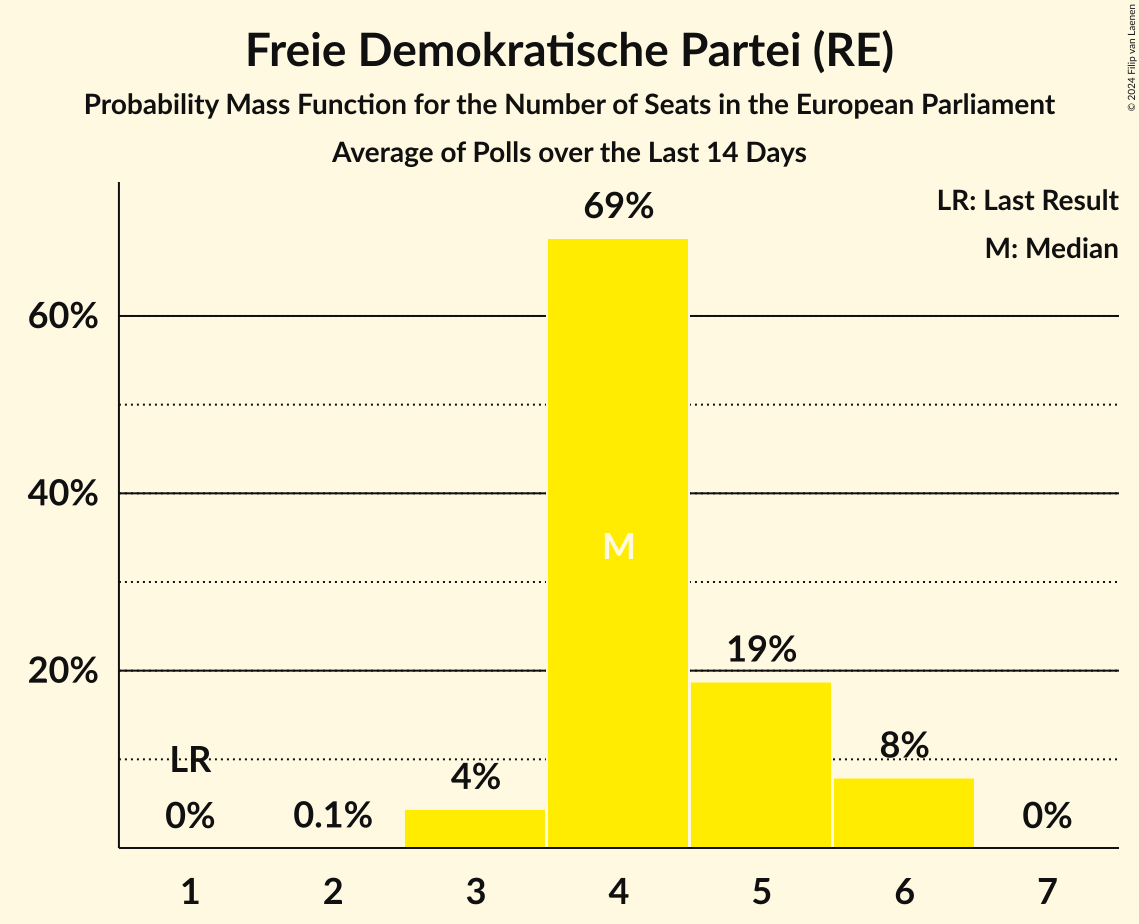 Freie Demokratische Partei (RE)
Probability Mass Function for the Number of Seats in the European Parliament
Average of Polls over the Last 14 Days
© 2024 Filip van Laenen
LR: Last Result
M: Median
69%
60%
40%
M
19%
20%
LR
8%
4%
0%
0.1%
0%
1 2 3 4 5 6 7